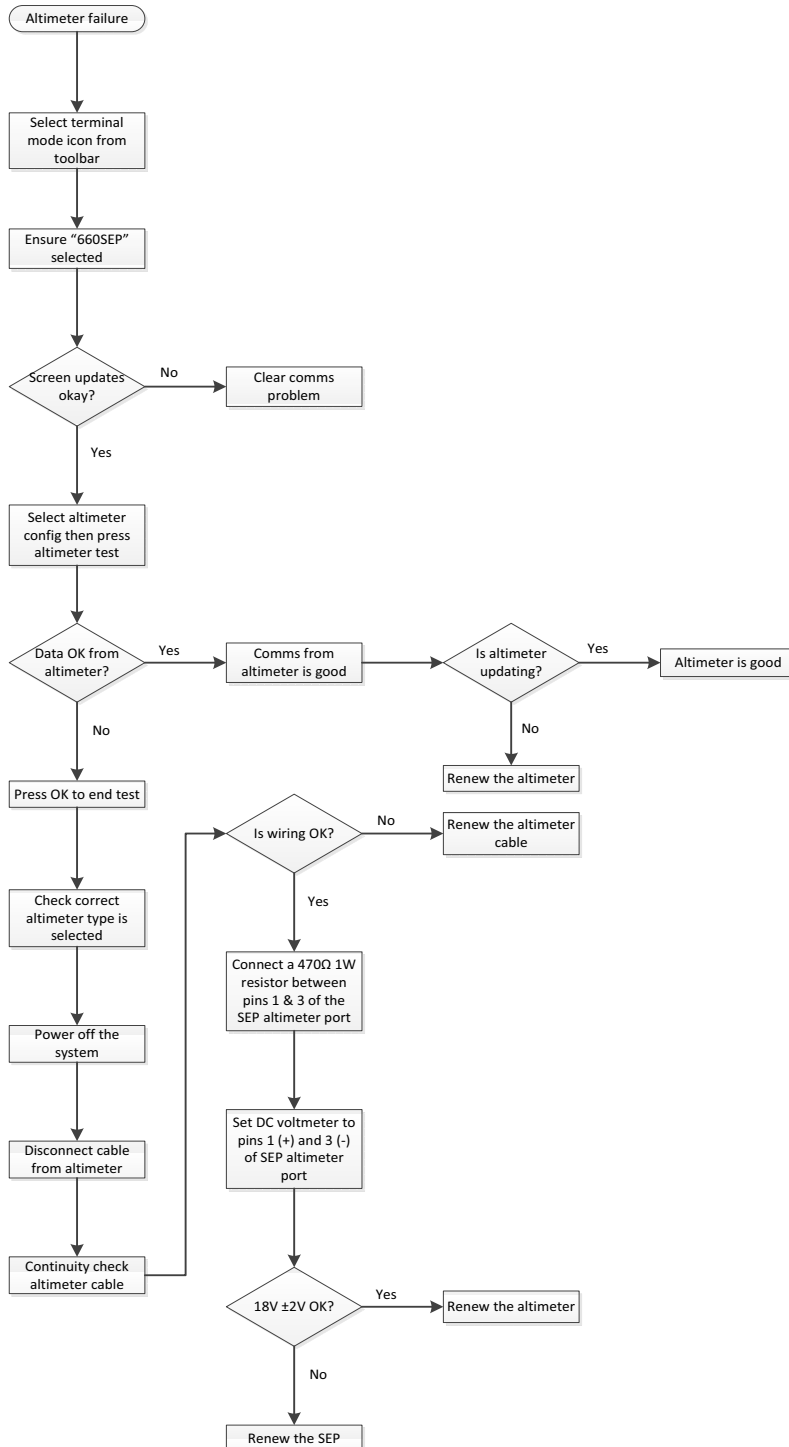 Altimeter failure
Select terminal
mode icon from
toolbar
Ensure “660SEP”
selected
Screen updates
okay?
No
Clear comms
problem
Yes
Select altimeter
config then press
altimeter test
Data OK from
altimeter?
Yes
Comms from
altimeter is good
Is altimeter
updating?
Yes
Altimeter is good
No
Renew the altimeter
No
Press OK to end test
Check correct
altimeter type is
selected
Power off the
system
Disconnect cable
from altimeter
Continuity check
altimeter cable
Is wiring OK?
No
Renew the altimeter
cable
Yes
Connect a 470Ω 1W
resistor between
pins 1 & 3 of the
SEP altimeter port
Set DC voltmeter to
pins 1 (+) and 3 (-)
of SEP altimeter
port
18V ±2V OK?
Yes
Renew the altimeter
No
Renew the SEP